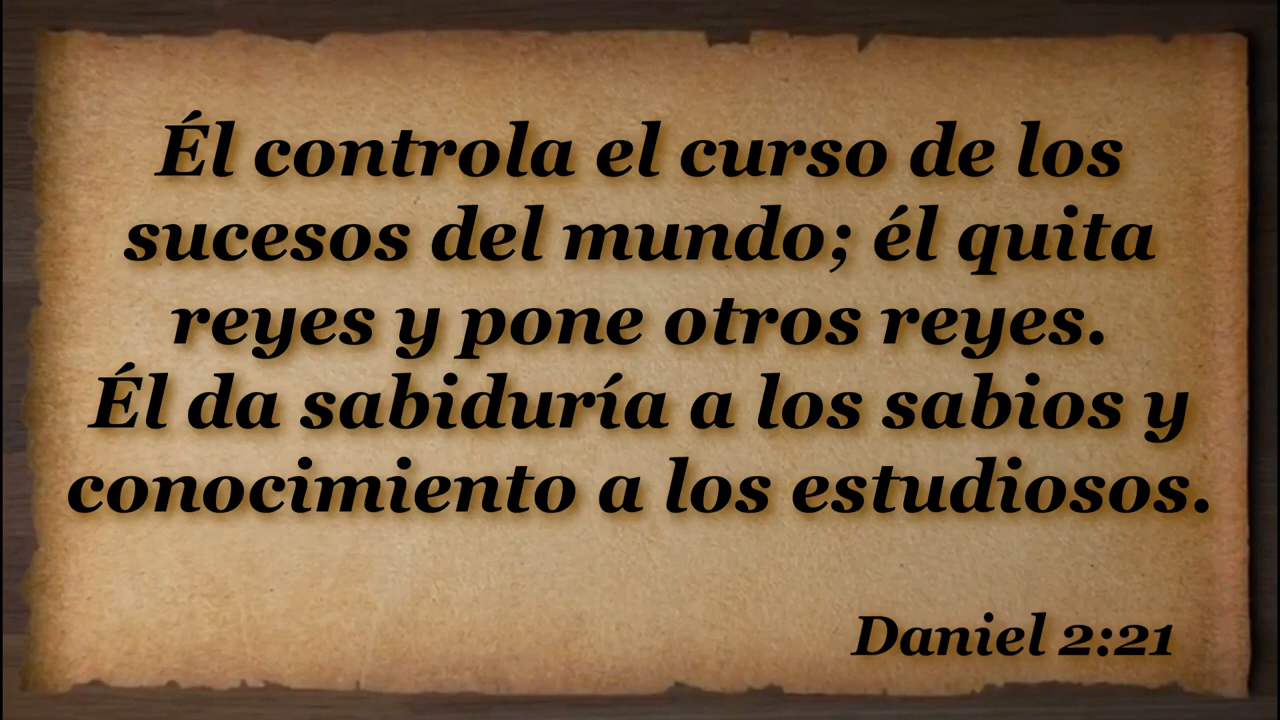 Él controla el curso de los
sucesos del mundo; él quita
reyes y pone otros reyes.
Él da sabiduría a los sabios y
conocimiento a los estudiosos.
Daniel 2:21